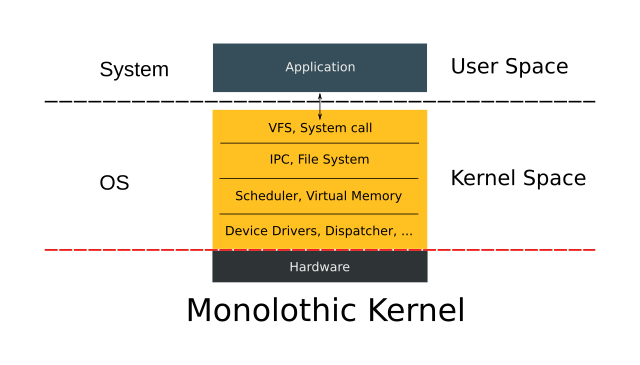 System
Application
User Space
VFS, System call
IPC, File System
OS
Kernel Space
Scheduler, Virtual Memory
Device Drivers, Dispatcher, ...
Hardware
Monolothic Kernel